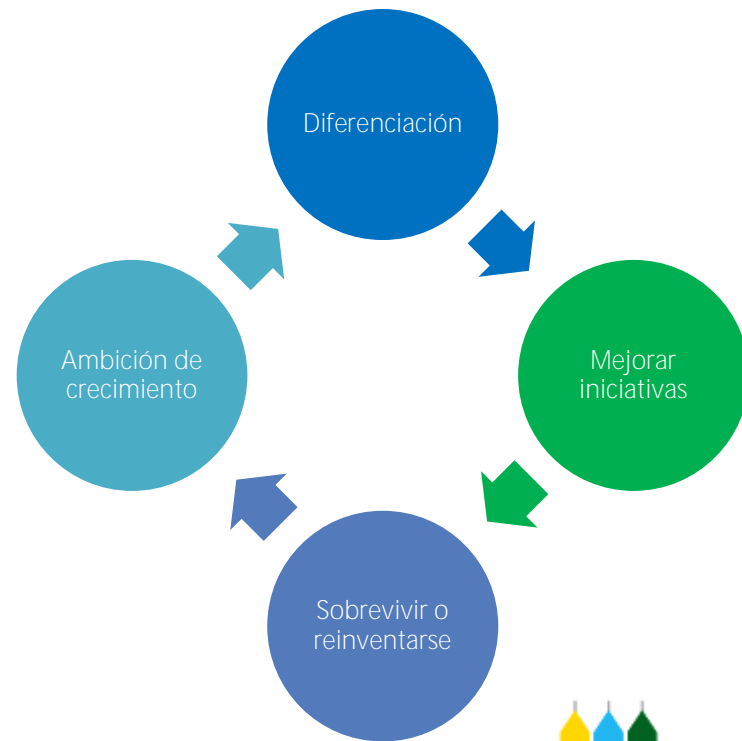 Diferenciación
Mejorar
iniciativas
Sobrevivir o
reinventarse
Ambición de
crecimiento